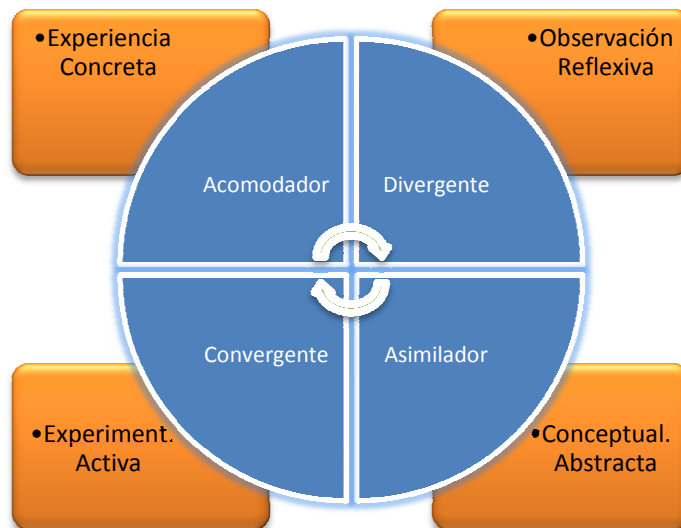 •Experiencia
Concreta
•Observación
Reflexiva
Acomodador
Divergente
Convergente
Asimilador
•Experiment.
Activa
•Conceptual.
Abstracta